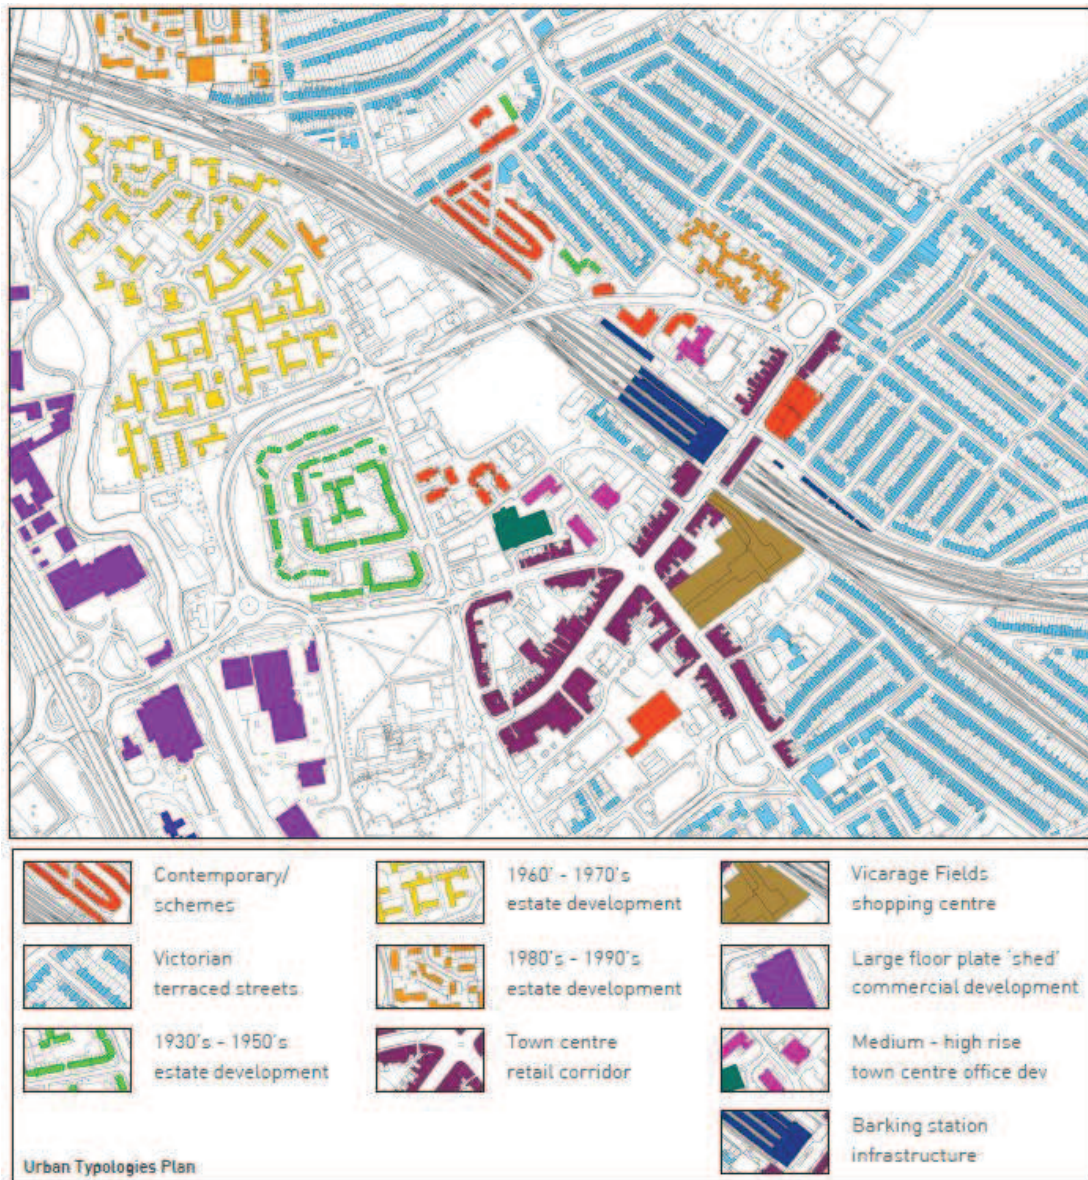 Contemporary/
schemes
Victorian
terraced streets
1930's - 1950's
estate development
1960' - 1970's
estate development
1980's - 1990's
estate development
Town centre
retail corridor
Vicarage Fields
shopping centre
Large floor plate 'shed'
commercial development
Medium - high rise
town centre office dev
Barking station
infrastructure
Urban Typologies Plan